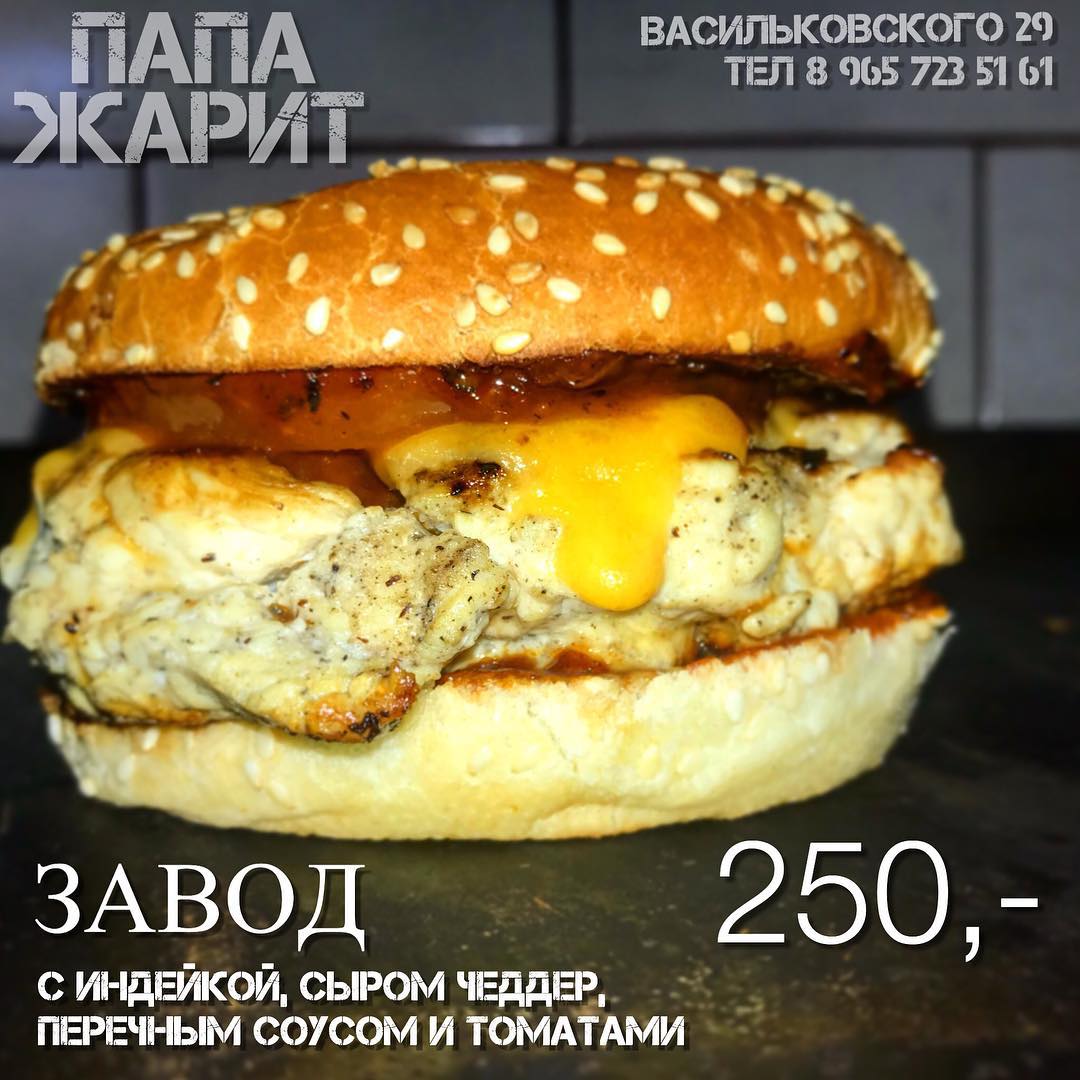 ПАПА
ЖАРИТ
ВАСИЛЬКОВСКОГО 29
ТЕЛ 8 965 723 51 61
ЗАВОД
250,-
С ИНДЕЙКОЙ, СЫРОМ ЧЕДДЕР,
ПЕРЕЧНЫМ СОУСОМ И ТОМАТАМИ